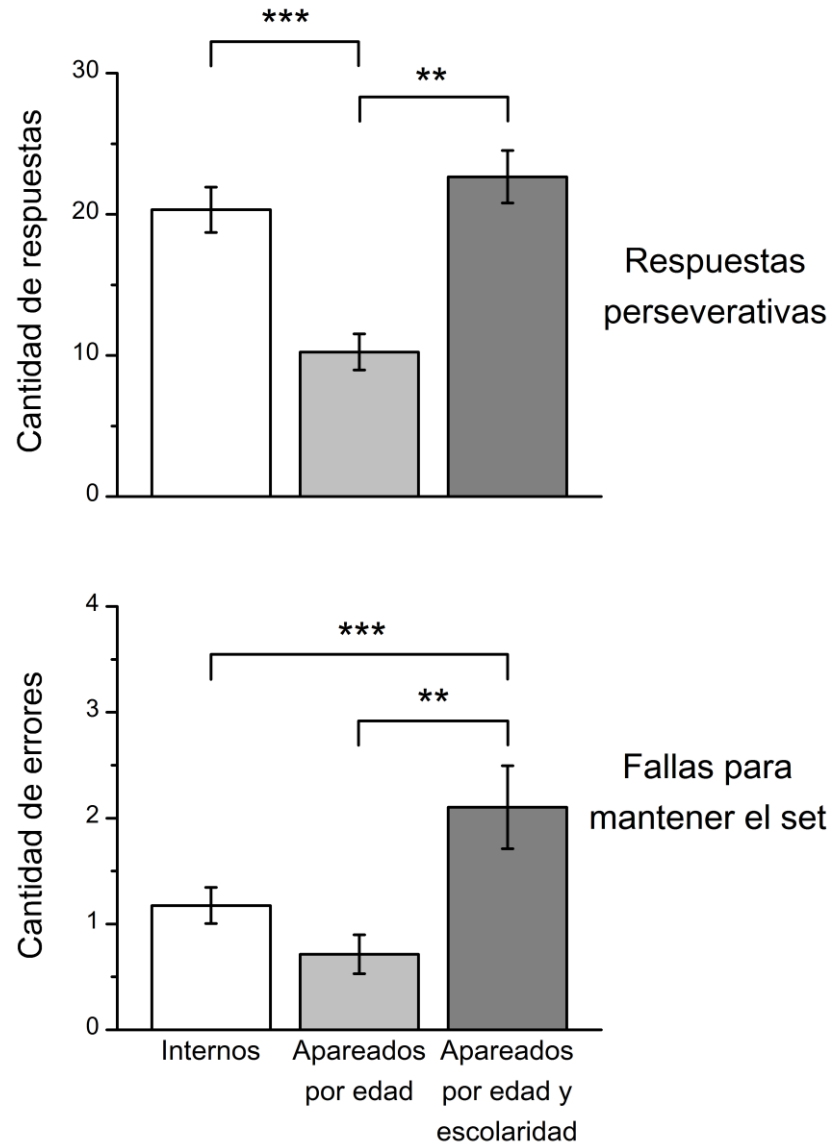 ***
**
30
20
10
0
Cantidad de respuestas
Respuestas
perseverativas
***
**
4
3
2
1
0
Cantidad de errores
Fallas para
mantener el set
Internos
Apareados
por edad
Apareados
por edad y
escolaridad